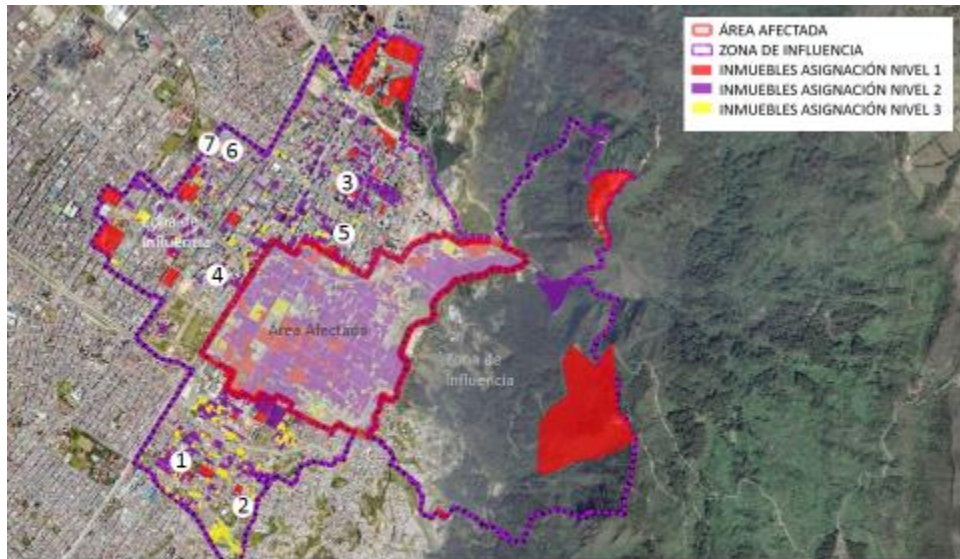 ÁREA AFECTADA
ZONA DE INFLUENCIA
INMUEBLES ASIGNACIÓN NIVEL 1
INMUEBLES ASIGNACIÓN NIVEL 2
INMUEBLES ASIGNACIÓN NIVEL 3
7 6
3
Influencia
5
4
Área Afectada
Zona de
Influencia
1
2